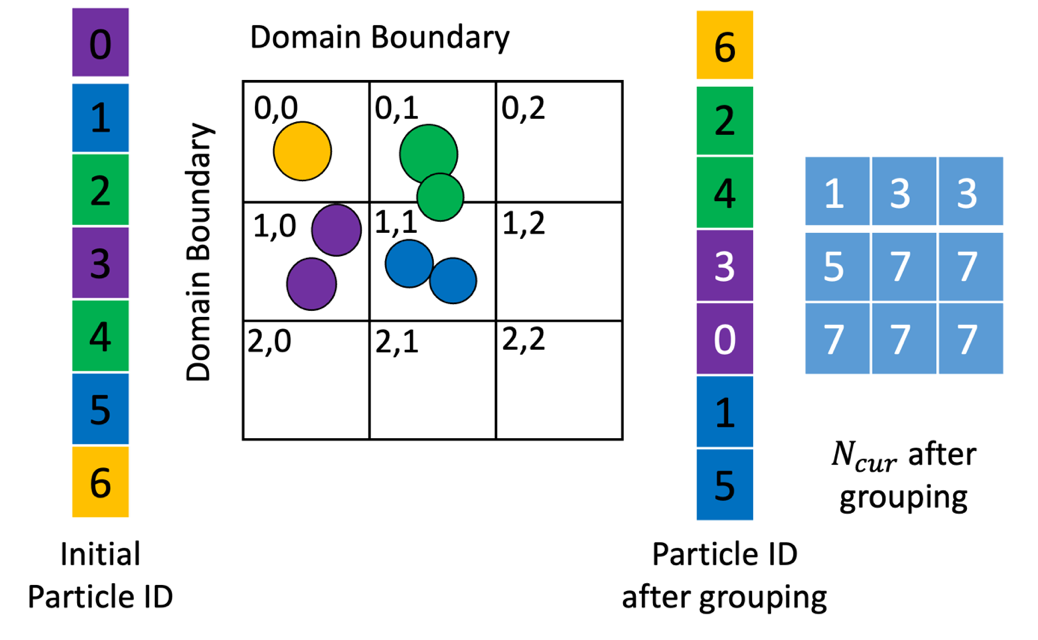 0
1
2
3
4
5
6
Initial
Particle ID
Domain Boundary
Domain Boundary
0,0 0,1 0,2
1,0 1,1 1,2
2,0 2,1 2,2
6
2
4
3
0
1
5
Particle ID
after grouping
1 3 3
5 7 7
7 7 7
N_cur after
grouping